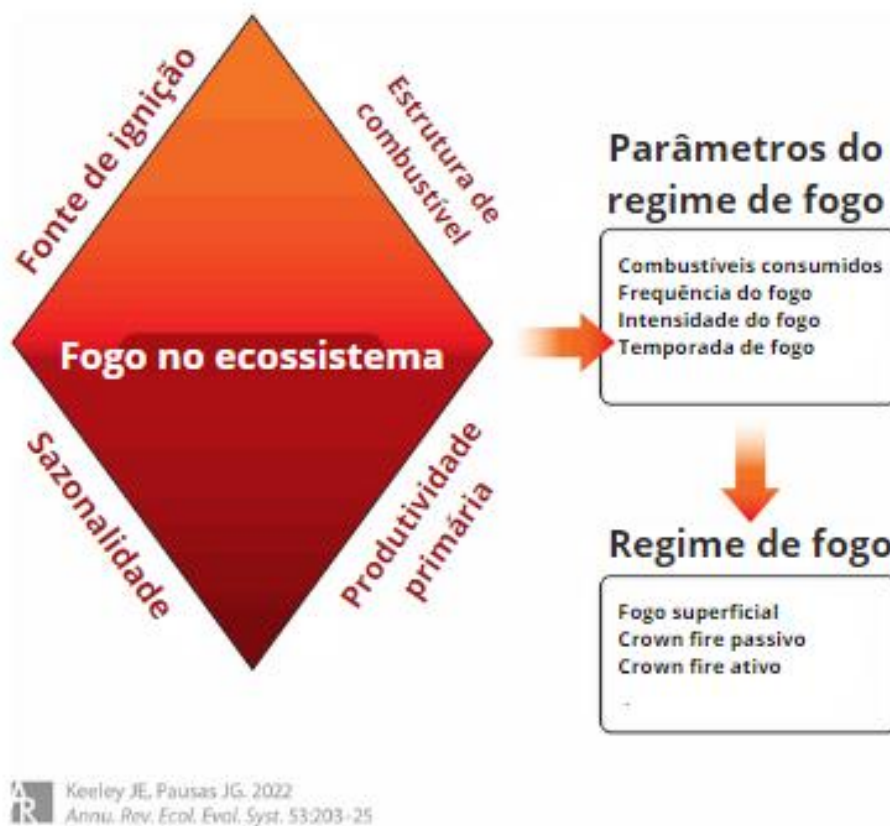 Fonte de ignição
Estrutura de
combustível
Fogo no ecossistema
Sazonalidade
Produtividade
primária
Parâmetros do
regime de fogo
Combustíveis consumidos
Frequência do fogo
Intensidade do fogo
Temporada de fogo
Regime de fogo
Fogo superficial
Crown fire passivo
Crown fire ativo
AR
Keeley JE, Pausas JG. 2022
Annu. Rev. Ecol. Evol. Syst. 53:203–25